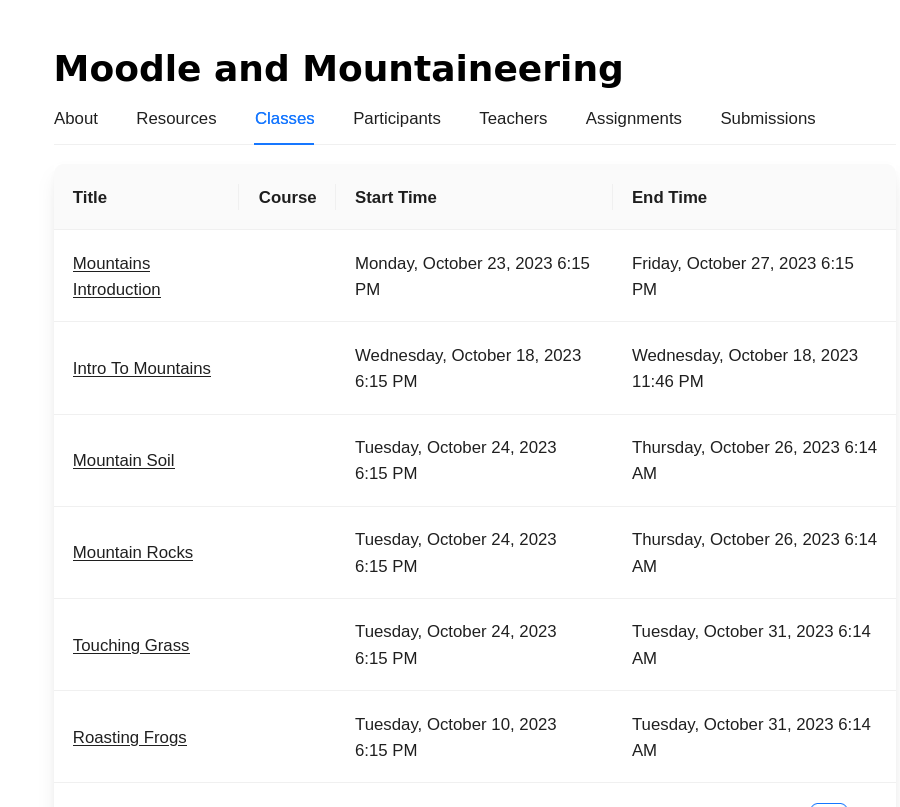 Moodle and Mountaineering
About Resources Classes Participants Teachers Assignments Submissions
Title Course Start Time End Time
Mountains Introduction Monday, October 23, 2023 6:15 PM Friday, October 27, 2023 6:15 PM
Intro To Mountains Wednesday, October 18, 2023 6:15 PM Wednesday, October 18, 2023 11:46 PM
Mountain Soil Tuesday, October 24, 2023 6:15 PM Thursday, October 26, 2023 6:14 AM
Mountain Rocks Tuesday, October 24, 2023 6:15 PM Thursday, October 26, 2023 6:14 AM
Touching Grass Tuesday, October 24, 2023 6:15 PM Tuesday, October 31, 2023 6:14 AM
Roasting Frogs Tuesday, October 10, 2023 6:15 PM Tuesday, October 31, 2023 6:14 AM